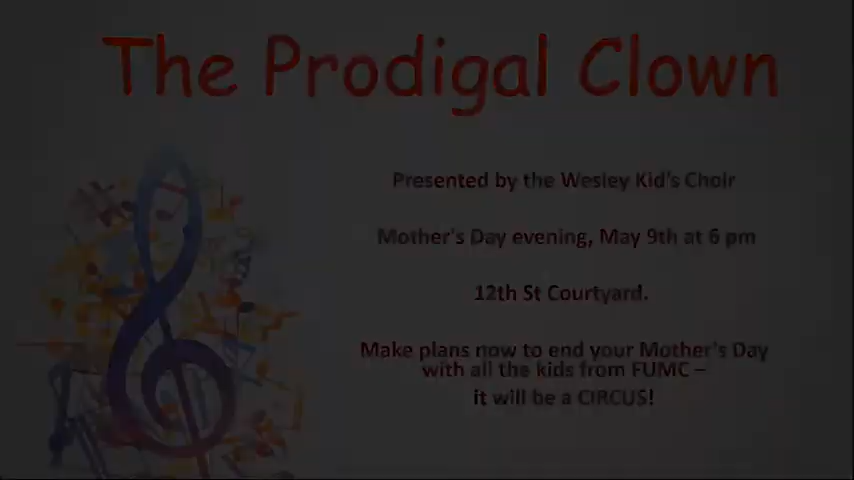 The Prodigal Clown
Presented by the Wesley Kid's Choir
Mother's Day evening, May 9th at 6 pm
12th St Courtyard.
Make plans now to end your Mother's Day
with all the kids from FUMC –
it will be a CIRCUS!